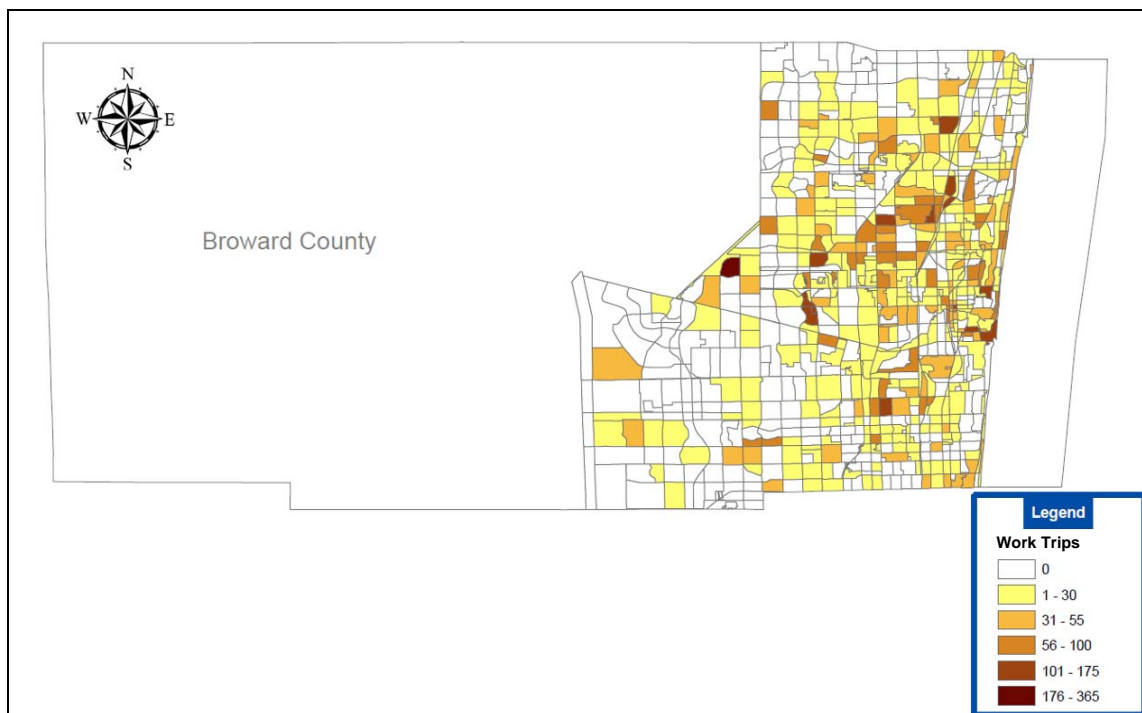 N
W E
S
Broward County
Legend
Work Trips
0
1 - 30
31 - 55
56 - 100
101 - 175
176 - 365